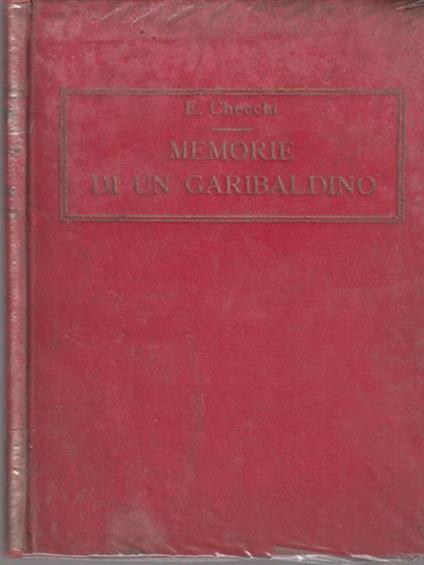 E. Checchi
MEMORIE
DI UN GARIBALDINO